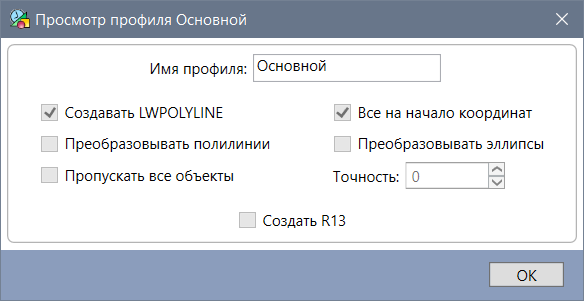 Просмотр профиля Основной
Имя профиля: Основной
Создавать LWPOLYLINE
Все на начало координат
Преобразовывать полилинии
Преобразовывать эллипсы
Пропускать все объекты
Точность: 0
Создать R13
OK